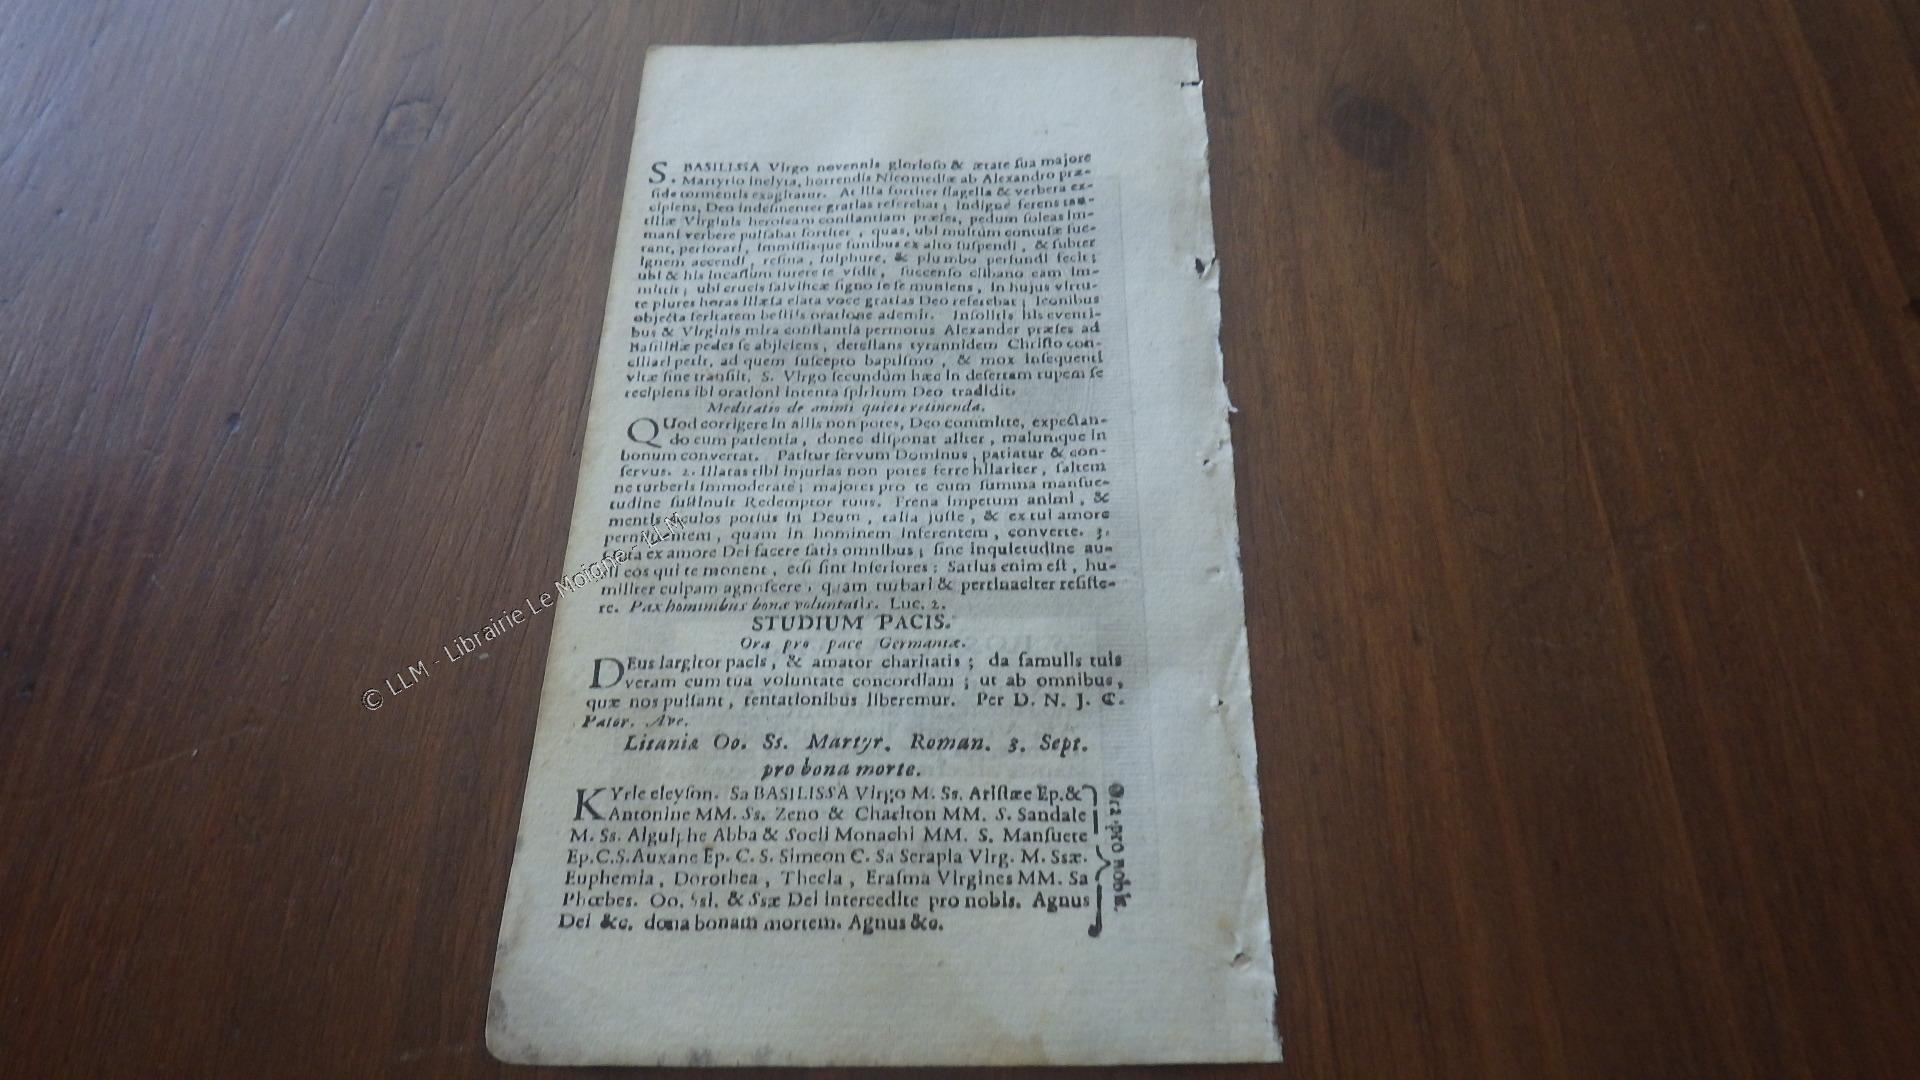 S. BASILISSA Virgo novennis glorioſo & ætate ſua majore
Martyrio inclyta, horrendis Nicomediæ ab Alexandro præ-
ſide tormentis exagitatur. At illa fortiter flagella & verbera ex-
cipiens, Deo indeſinenter gratias referebat; indignè ferens tan-
tillæ Virginis heroicam conſtantiam præſes, pedum ſoleas im-
mani verbere pulſabat fortiter, quas, ubi multùm contuſæ fue-
rant, perforari, immiſſisque funibus ex alto ſuſpendi, & ſubter
ignem accendi, reſina, ſulphure, & plumbo perfundi fecit;
ubi & his incaſſum furere ſe vidit, ſuccenſo clibano eam im-
mittit; ubi crucis ſalvificæ ſigno ſe ſe muniens, in hujus virtu-
te plures horas illæſa elata voce gratias Deo referebat; leonibus
objecta feritatem beſtiis oratione ademit. Inſolitis his eventi-
bus & Virginis mira conſtantia permotus Alexander præſes ad
Baſiliſſæ pedes ſe abjiciens, deteſtans tyrannidem Chriſto con-
ciliari petit, ad quem ſuſcepto baptiſmo, & mox inſequenti
vitæ fine tranſiit. S. Virgo ſecundùm hæc in deſertam rupem ſe
recipiens ibi orationi intenta ſpiritum Deo tradidit.
Meditatio de animi quiete retinenda.
QUod corrigere in aliis non potes, Deo committe, expectan-
do cum patientia, donec diſponat aliter, malumque in
bonum convertat. Patitur ſervum Dominus, patiatur & con-
ſervus. 2. Illatas tibi injurias non potes ferre hilariter, ſaltem
ne turberis immoderatè; majores pro te cum ſumma manſue-
tudine ſuſtinuit Redemptor tuus. Frena impetum animi, &
mentis oculos potius in Deum, talia juſtè, & ex tui amore
permittentem, quam in hominem inferentem, converte. 3.
ex amore Dei facere ſatis omnibus; ſine inquietudine au-
di eos qui te monent, etſi ſint inferiores: Satius enim eſt, hu-
militer culpam agnoſcere, quam turbari & pertinaciter reſiſte-
re. Pax hominibus bonæ voluntatis. Luc. 2.
STUDIUM PACIS.
Ora pro pace Germaniæ.
DEus largitor pacis, & amator charitatis; da famulis tuis
veram cum tua voluntate concordiam; ut ab omnibus,
quæ nos pulſant, tentationibus liberemur. Per D. N. J. C.
Pater. Ave.
Litaniæ Oo. Ss. Martyr. Roman. 3. Sept.
pro bona morte.
KYrie eleyſon. Sa BASILISSA Virgo M. Ss. Ariſtæe Ep. &
Antonine MM. Ss. Zeno & Chariton MM. S. Sandale
M. Ss. Aigulphe Abba & Socii Monachi MM. S. Manſuete
Ep. C. S. Auxane Ep. C. S. Simeon C. Sa Serapia Virg. M. Ssæ.
Euphemia, Dorothea, Thecla, Eraſma Virgines MM. Sa
Phœbes. Oo. Ssi. & Ssæ Dei intercedite pro nobis. Agnus
Dei &c. dona bonam mortem. Agnus &c.
Ora pro nobis.
© LLM - Librairie Le Moigne - LLM